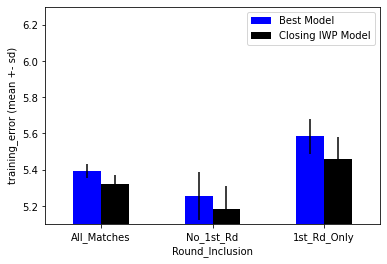 Best Model
Closing IWP Model
training_error (mean +- sd)
6.2
6.0
5.8
5.6
5.4
5.2
All_Matches
No_1st_Rd
1st_Rd_Only
Round_Inclusion